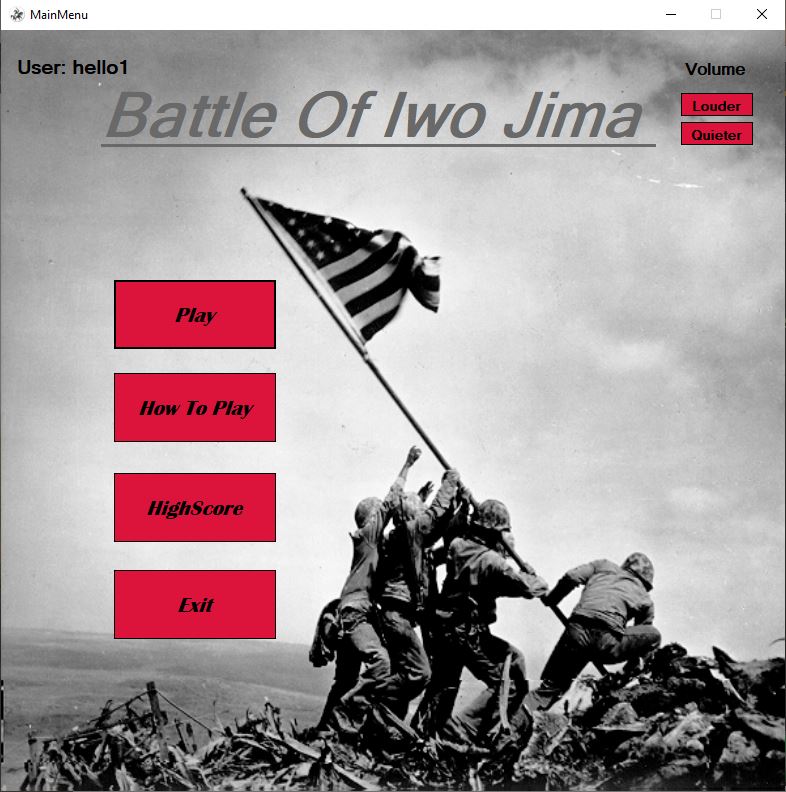 MainMenu
User: hello1
Volume
Battle Of Iwo Jima
Louder
Quieter
Play
How To Play
HighScore
Exit